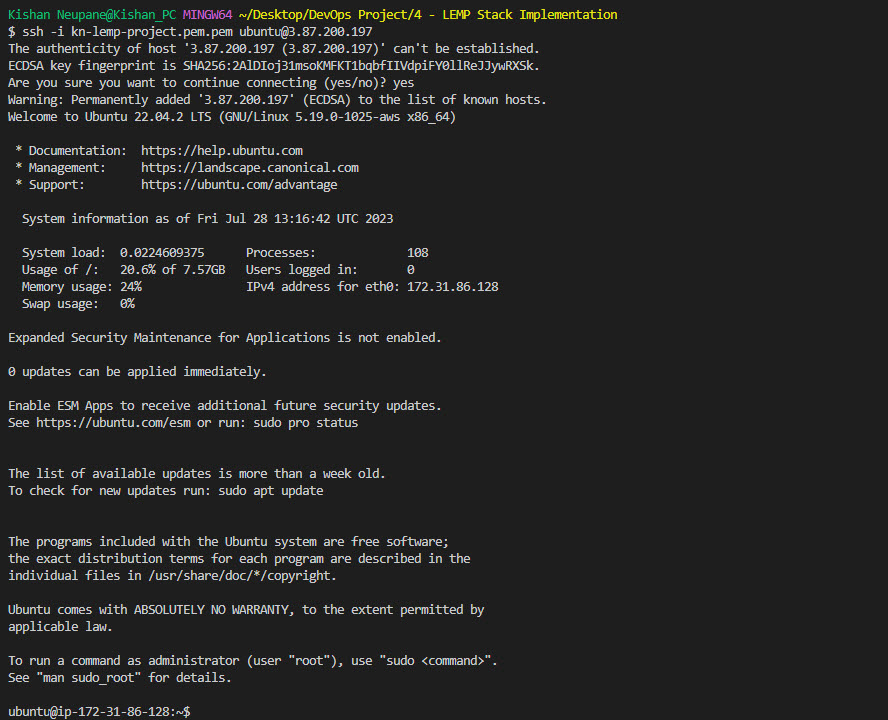 Kishan Neupane@Kishan_PC MINGW64 ~/Desktop/DevOps Project/4 - LEMP Stack Implementation
$ ssh -i kn-lemp-project.pem.pem ubuntu@3.87.200.197
The authenticity of host '3.87.200.197 (3.87.200.197)' can't be established.
ECDSA key fingerprint is SHA256:2AlDIoj31msoKMFKT1bqbfIIVdpiFY0llReJJywRXSk.
Are you sure you want to continue connecting (yes/no)? yes
Warning: Permanently added '3.87.200.197' (ECDSA) to the list of known hosts.
Welcome to Ubuntu 22.04.2 LTS (GNU/Linux 5.19.0-1025-aws x86_64)

 * Documentation:  https://help.ubuntu.com
 * Management:     https://landscape.canonical.com
 * Support:        https://ubuntu.com/advantage

  System information as of Fri Jul 28 13:16:42 UTC 2023

  System load:  0.0224609375      Processes:             108
  Usage of /:   20.6% of 7.57GB   Users logged in:       0
  Memory usage: 24%               IPv4 address for eth0: 172.31.86.128
  Swap usage:   0%

Expanded Security Maintenance for Applications is not enabled.

0 updates can be applied immediately.

Enable ESM Apps to receive additional future security updates.
See https://ubuntu.com/esm or run: sudo pro status


The list of available updates is more than a week old.
To check for new updates run: sudo apt update


The programs included with the Ubuntu system are free software;
the exact distribution terms for each program are described in the
individual files in /usr/share/doc/*/copyright.

Ubuntu comes with ABSOLUTELY NO WARRANTY, to the extent permitted by
applicable law.

To run a command as administrator (user "root"), use "sudo <command>".
See "man sudo_root" for details.

ubuntu@ip-172-31-86-128:~$